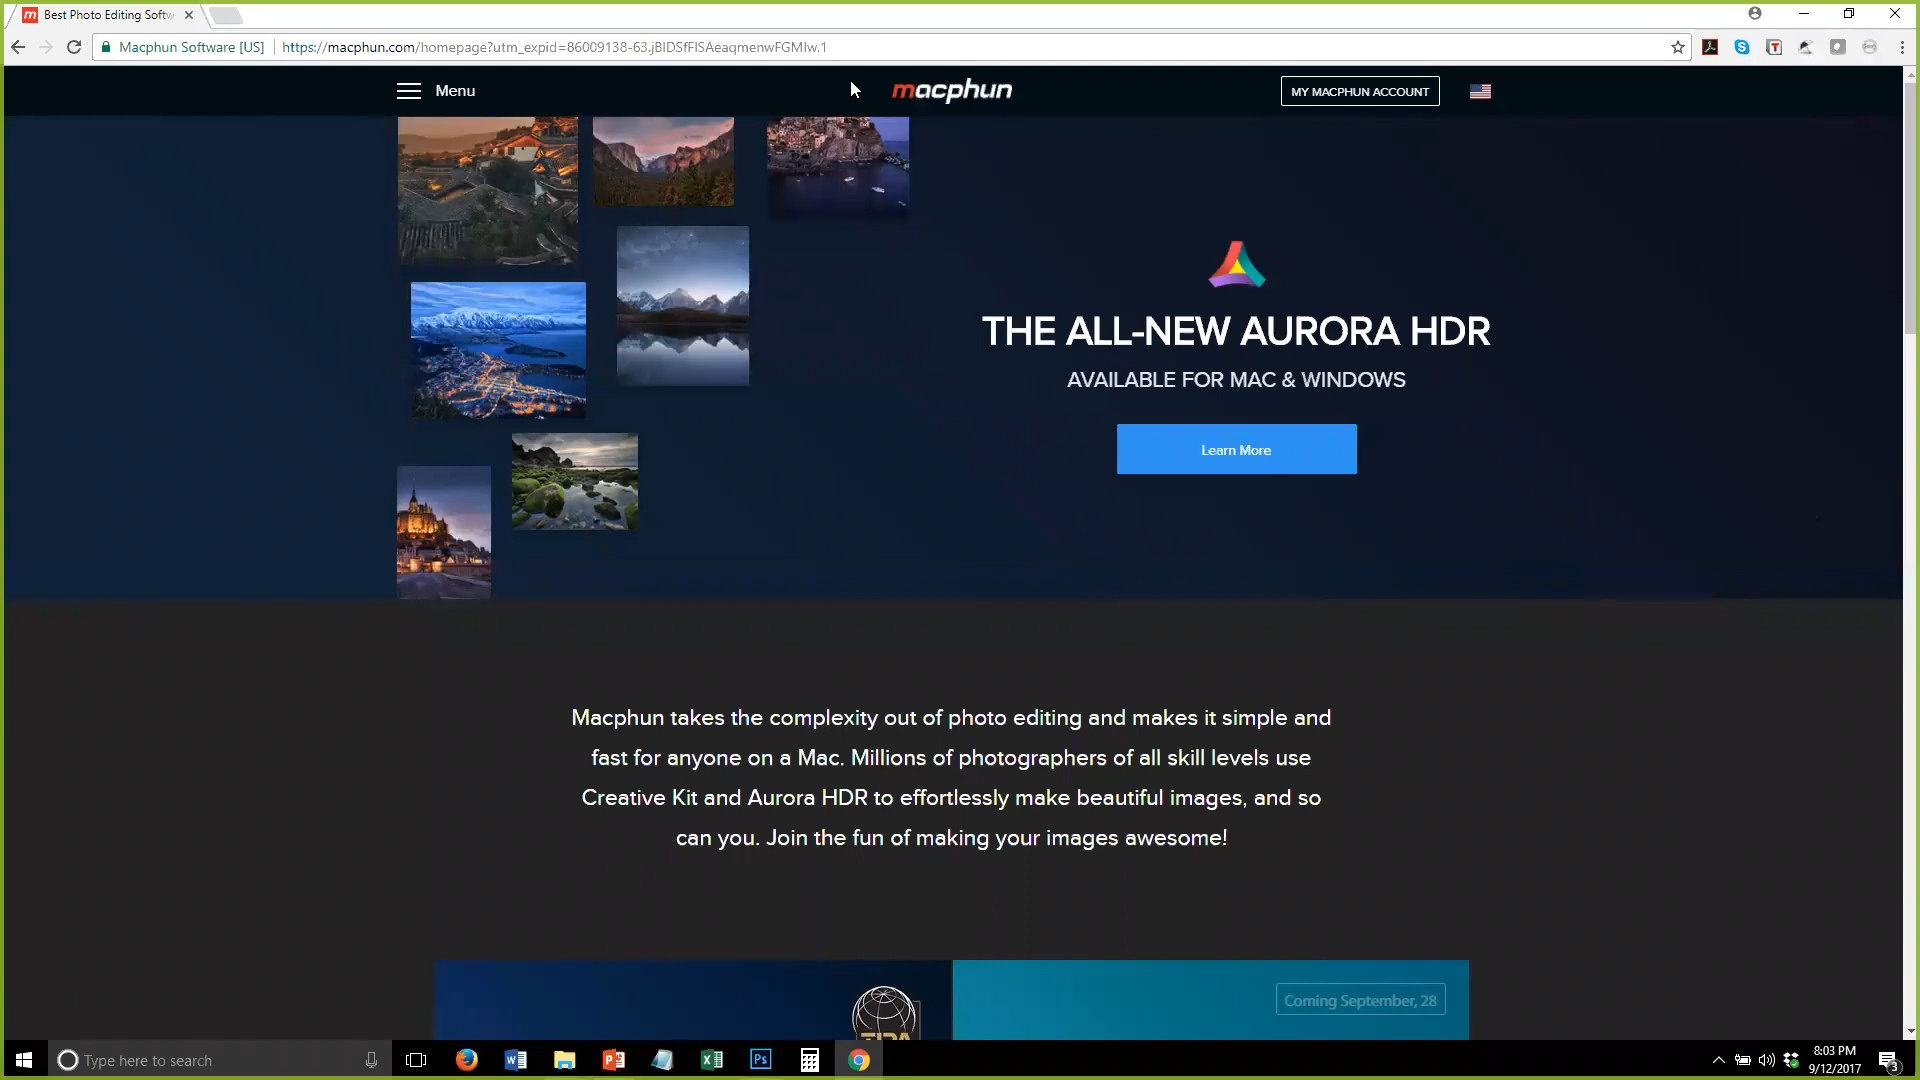 Best Photo Editing Softw
Macphun Software [US]
https://macphun.com/homepage?utm_expid=86009138-63.jBIDSfFISAeaqmenwFGMIw.1
Menu
macphun
MY MACPHUN ACCOUNT
THE ALL-NEW AURORA HDR
AVAILABLE FOR MAC & WINDOWS
Learn More
Macphun takes the complexity out of photo editing and makes it simple and
fast for anyone on a Mac. Millions of photographers of all skill levels use
Creative Kit and Aurora HDR to effortlessly make beautiful images, and so
can you. Join the fun of making your images awesome!
TIPA
Coming September, 28
Type here to search
8:03 PM
9/12/2017
3